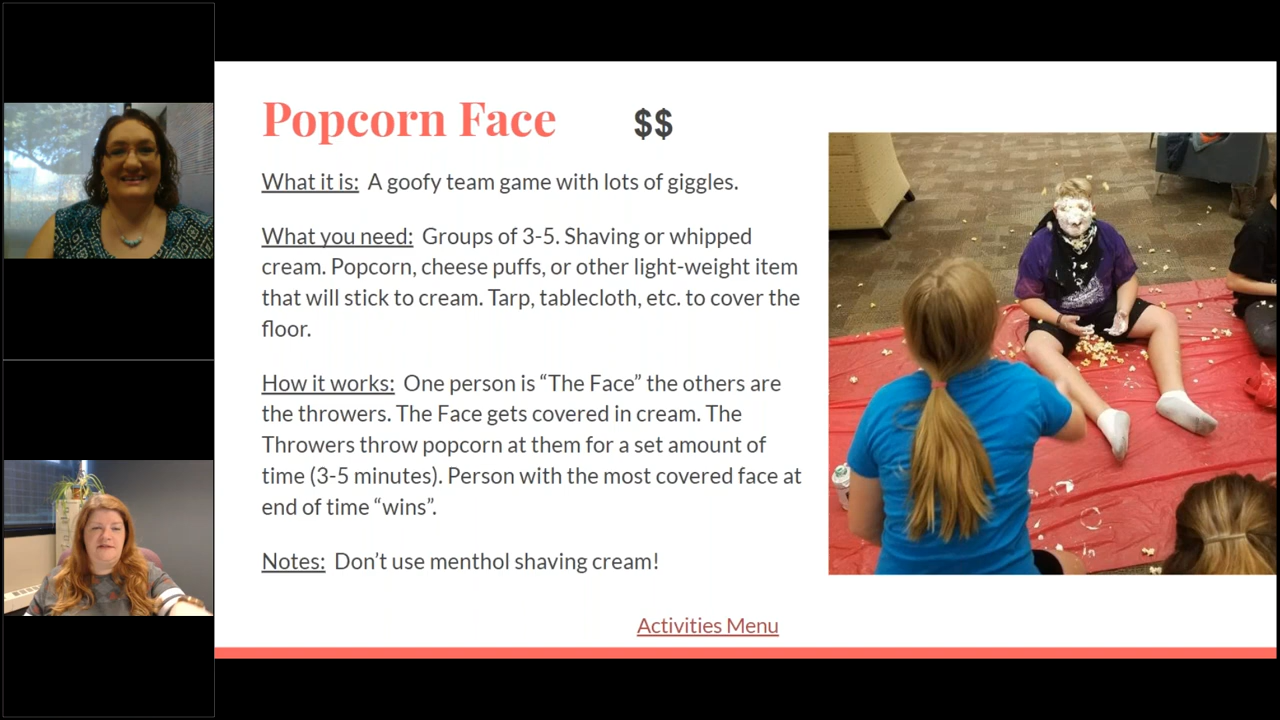 Popcorn Face $$
What it is: A goofy team game with lots of giggles.
What you need: Groups of 3-5. Shaving or whipped
cream. Popcorn, cheese puffs, or other light-weight item
that will stick to cream. Tarp, tablecloth, etc. to cover the
floor.
How it works: One person is “The Face” the others are
the throwers. The Face gets covered in cream. The
Throwers throw popcorn at them for a set amount of
time (3-5 minutes). Person with the most covered face at
end of time “wins”.
Notes: Don’t use menthol shaving cream!
Activities Menu